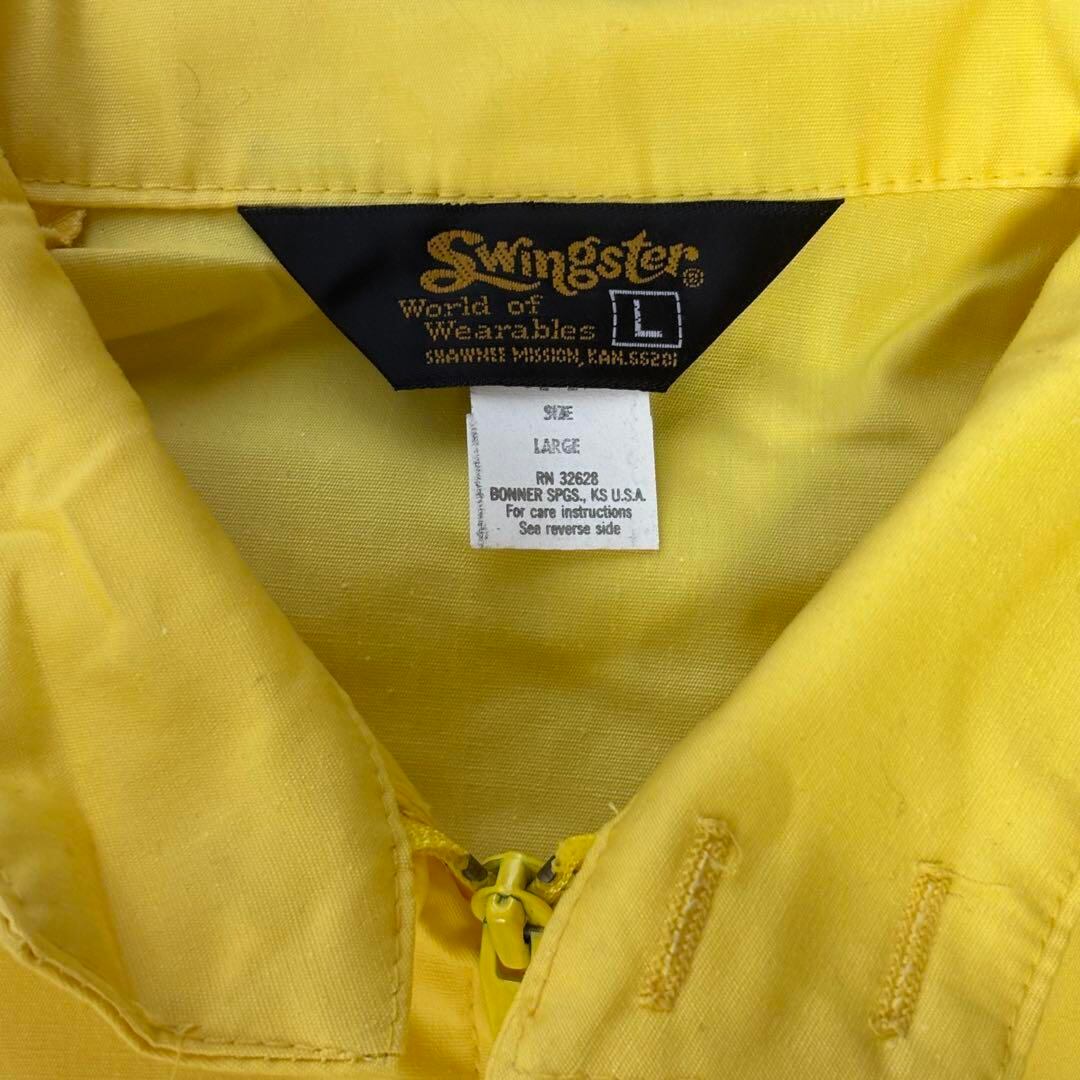 Swingster®
World of
Wearables L
SHAWNEE MISSION, KAN. 66201
SIZE
LARGE
RN 32628
BONNER SPGS., KS U.S.A.
For care instructions
See reverse side